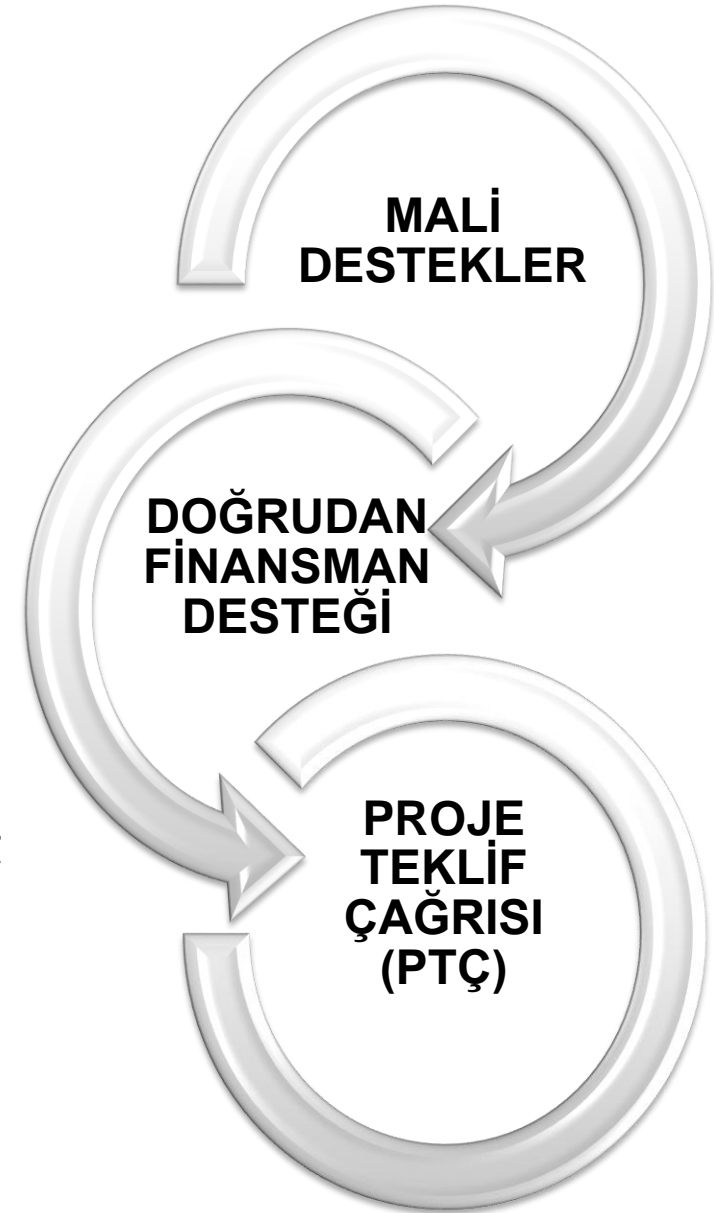 MALİ
DESTEKLER
DOĞRUDAN
FİNANSMAN
DESTEĞİ
PROJE
TEKLİF
ÇAĞRISI
(PTÇ)